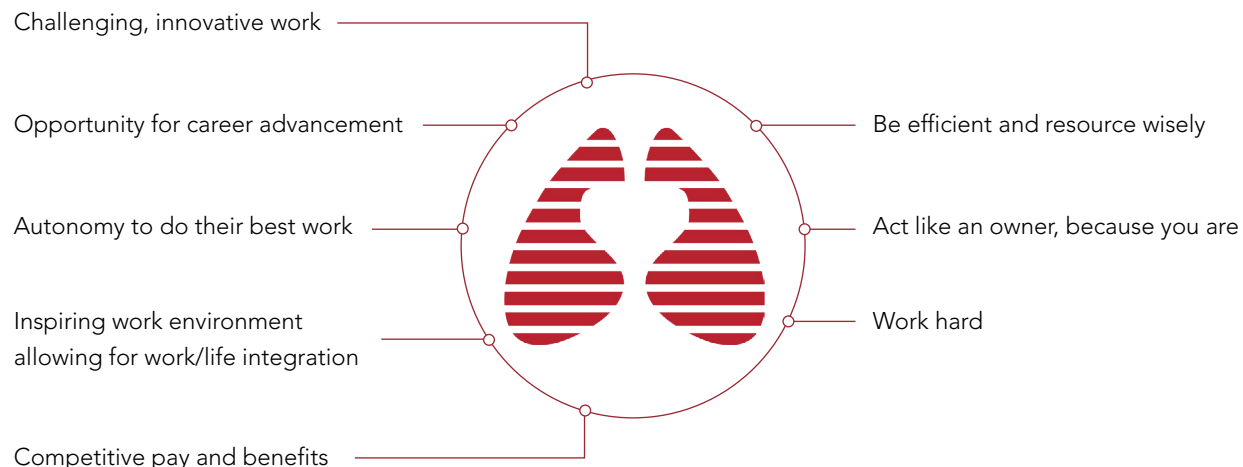 Challenging, innovative work
Opportunity for career advancement
Autonomy to do their best work
Inspiring work environment
allowing for work/life integration
Competitive pay and benefits
Be efficient and resource wisely
Act like an owner, because you are
Work hard